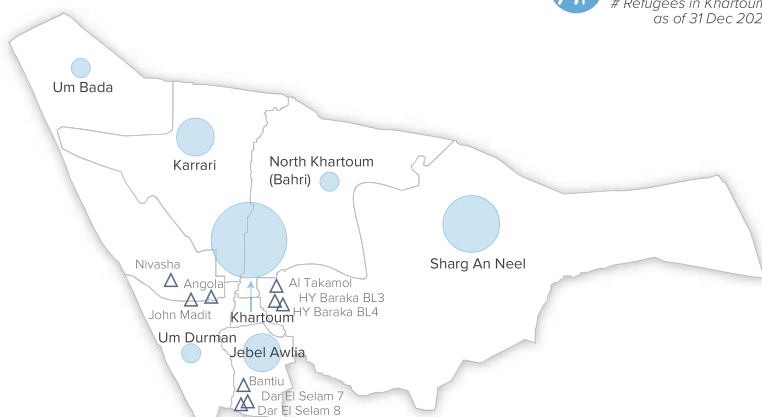 # Refugees in Khartoum
as of 31 Dec 202
Um Bada
Karrari
North Khartoum
(Bahri)
Sharg An Neel
Nivasha
Angola
John Madit
Al Takamol
HY Baraka BL3
HY Baraka BL4
Khartoum
Um Durman
Jebel Awlia
Bantiu
Dar El Selam 7
Dar El Selam 8